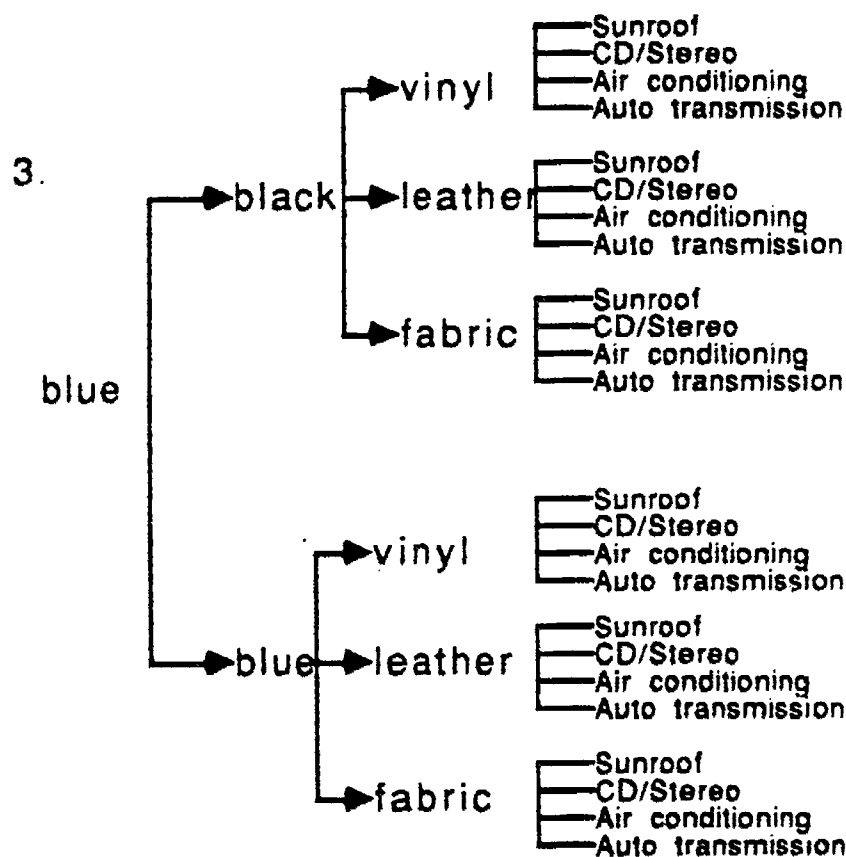 Sunroof
CD/Stereo
vinyl
Air conditioning
Auto transmission
3.
Sunroof
CD/Stereo
black
leather
Air conditioning
Auto transmission
Sunroof
CD/Stereo
fabric
Air conditioning
Auto transmission
blue
Sunroof
CD/Stereo
vinyl
Air conditioning
Auto transmission
Sunroof
CD/Stereo
blue
leather
Air conditioning
Auto transmission
Sunroof
CD/Stereo
fabric
Air conditioning
Auto transmission